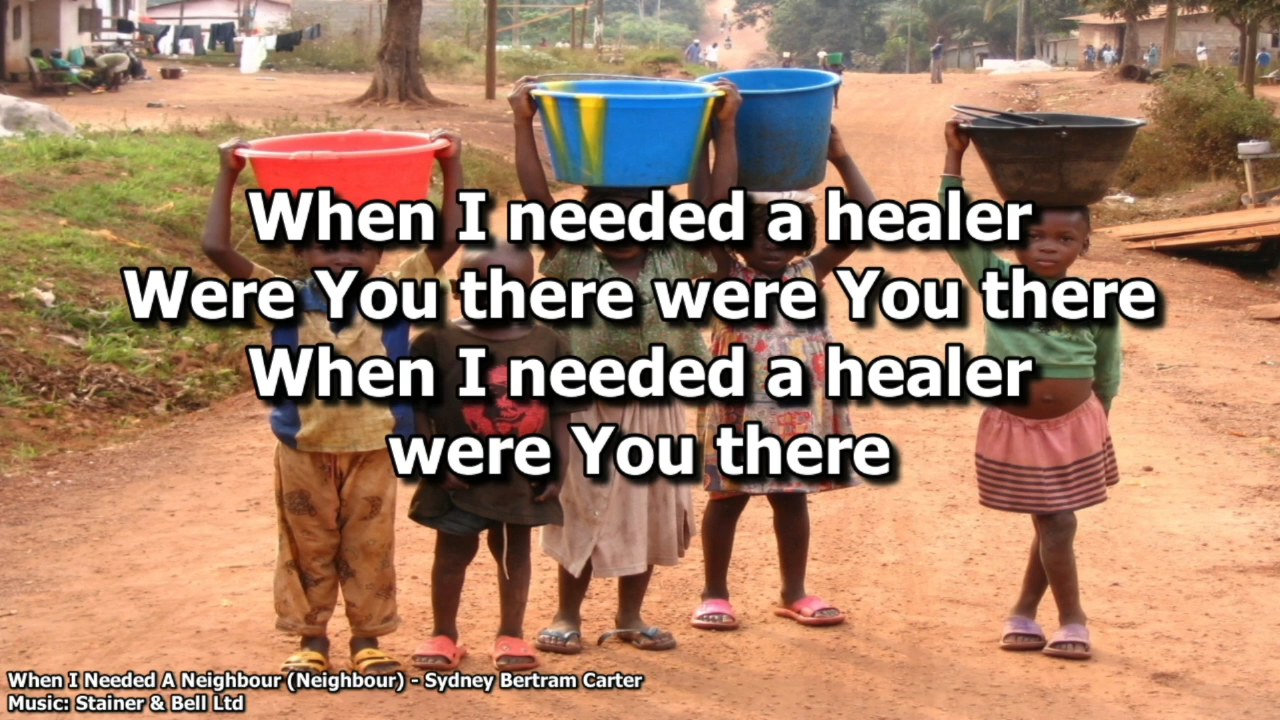 When I needed a healer
Were You there were You there
When I needed a healer
were You there
When I Needed A Neighbour (Neighbour) - Sydney Bertram Carter
Music: Stainer & Bell Ltd